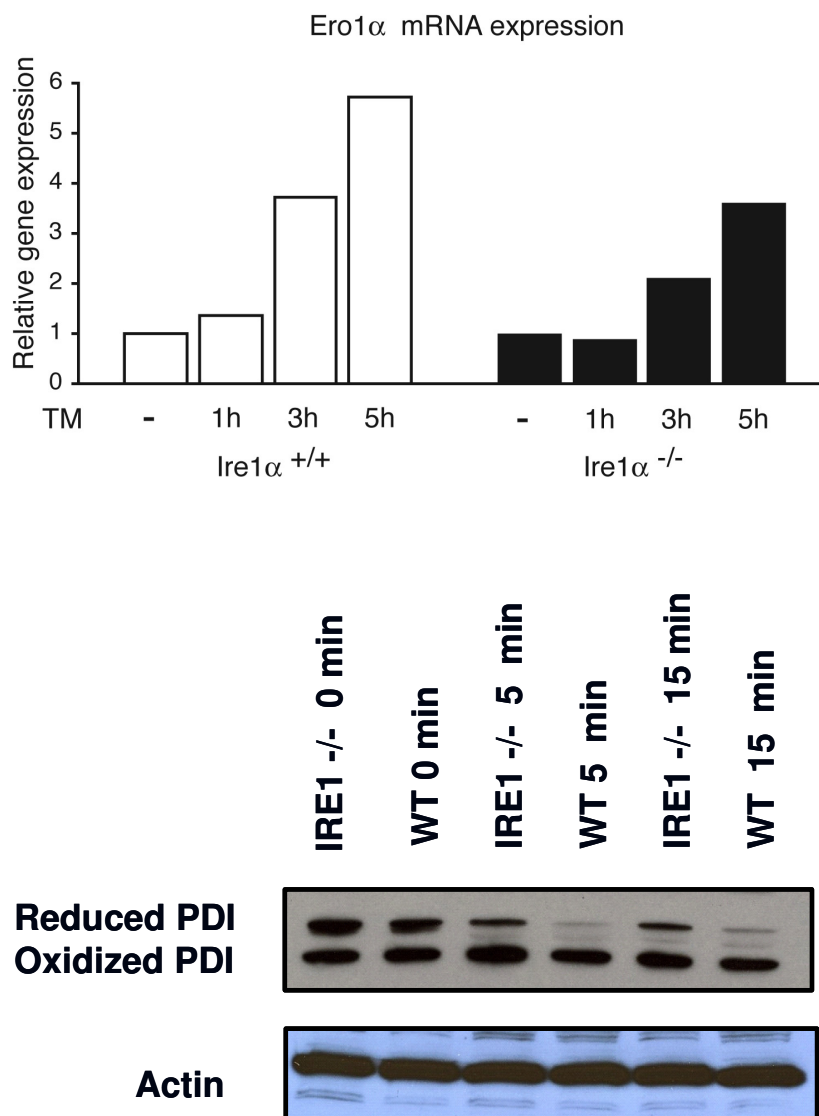 Ero1α mRNA expression
Relative gene expression
6
5
4
3
2
1
0
TM - 1h 3h 5h - 1h 3h 5h
Ire1α +/+ Ire1α -/-
IRE1 -/- 0 min
WT 0 min
IRE1 -/- 5 min
WT 5 min
IRE1 -/- 15 min
WT 15 min
Reduced PDI
Oxidized PDI
Actin